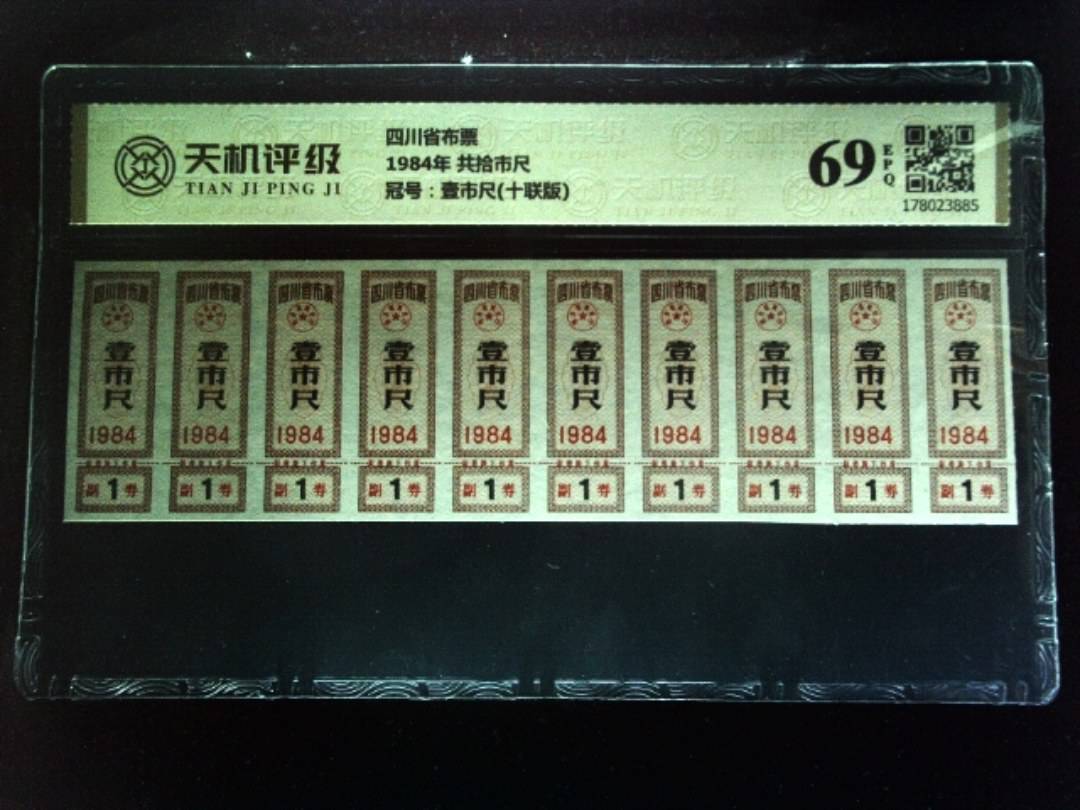 天机评级
TIAN JI PING JI
四川省布票
1984年 共拾市尺
冠号：壹市尺(十联版)
69
EPQ
178023885
四川省布票 四川省布票 四川省布票 四川省布票 四川省布票 四川省布票 四川省布票 四川省布票 四川省布票 四川省布票
壹市尺 壹市尺 壹市尺 壹市尺 壹市尺 壹市尺 壹市尺 壹市尺 壹市尺 壹市尺
1984 1984 1984 1984 1984 1984 1984 1984 1984 1984
副1券 副1券 副1券 副1券 副1券 副1券 副1券 副1券 副1券 副1券